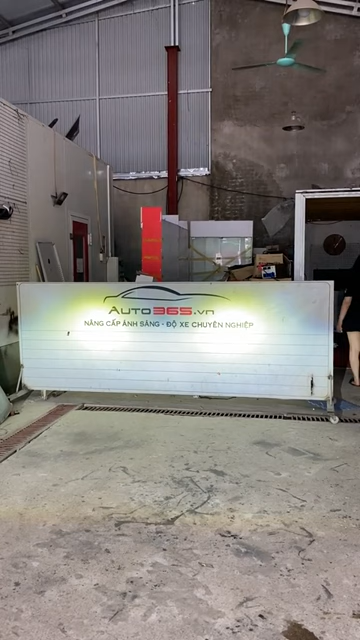 AUTO365.VN
NÂNG CẤP ÁNH SÁNG - ĐỘ XE CHUYÊN NGHIỆP